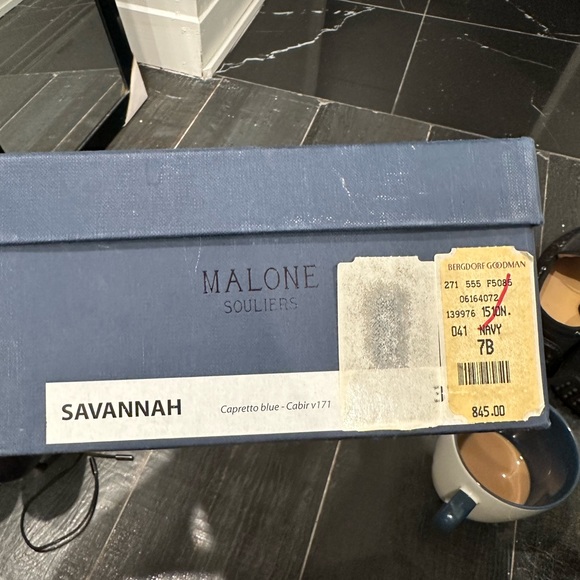 MALONE
SOULIERS
BERGDORF GOODMAN
271 555 F5085
06164072
139976 1510N.
041 NAVY
7B
845.00
SAVANNAH
Capretto blue - Cabir v171